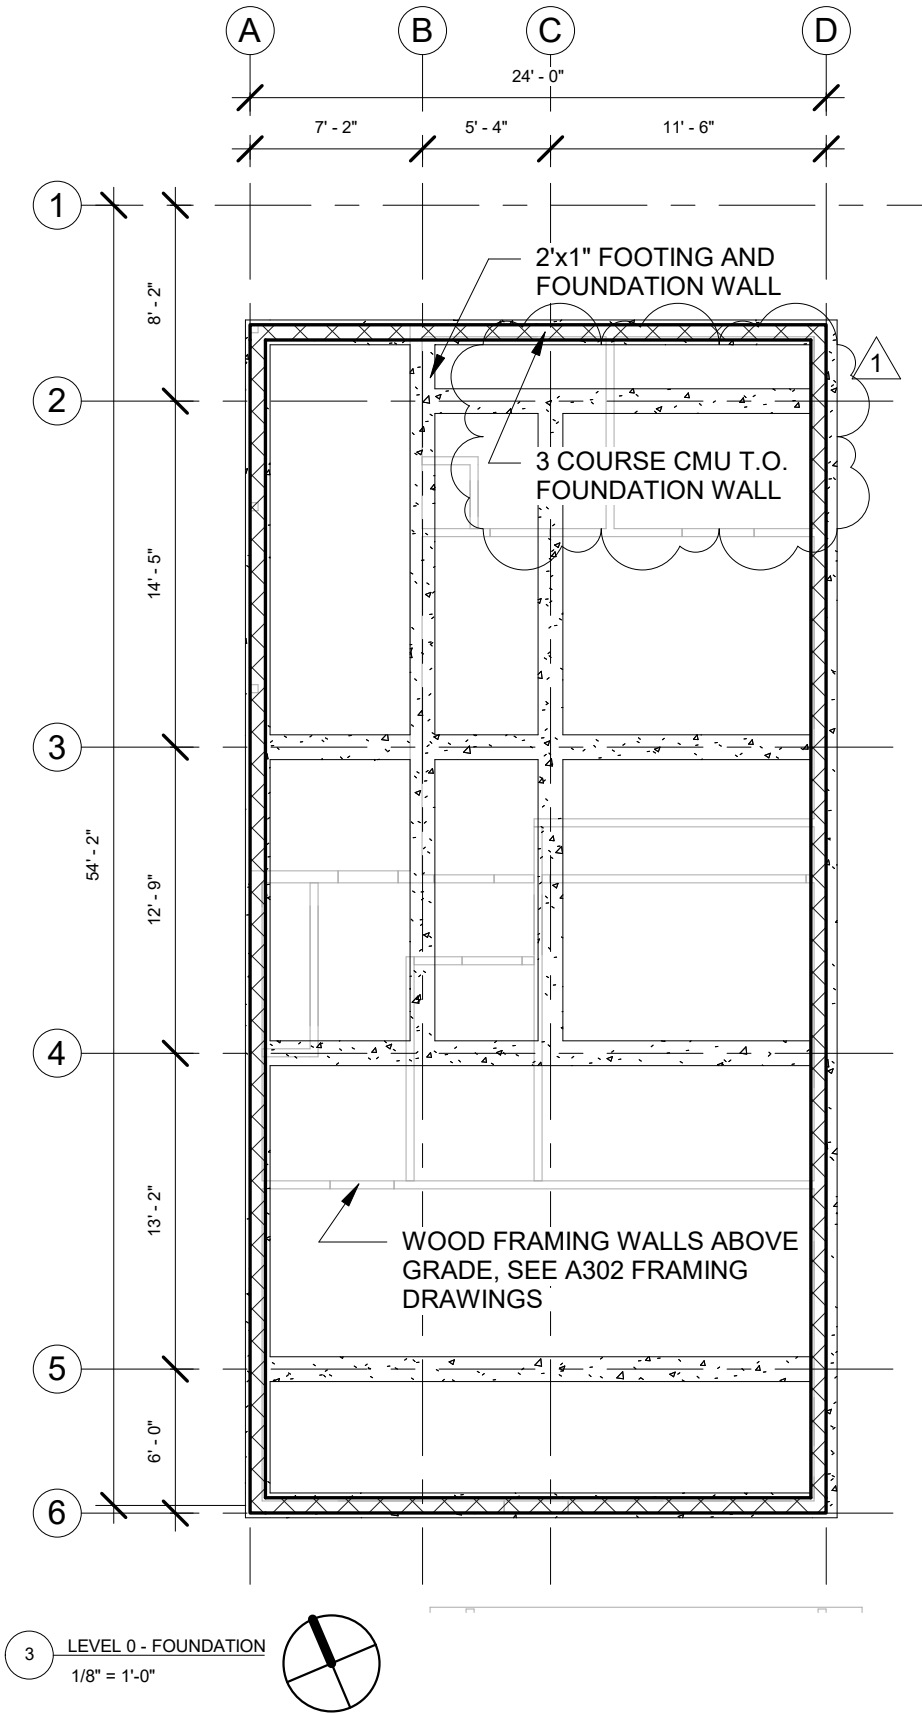 A
B
C
D
24' - 0"
7' - 2"
5' - 4"
11' - 6"
1
2'x1" FOOTING AND
FOUNDATION WALL
8' - 2"
1
2
3 COURSE CMU T.O.
FOUNDATION WALL
14' - 5"
3
54' - 2"
12' - 9"
4
13' - 2"
WOOD FRAMING WALLS ABOVE
GRADE, SEE A302 FRAMING
DRAWINGS
5
6' - 0"
6
3
LEVEL 0 - FOUNDATION
1/8" = 1'-0"